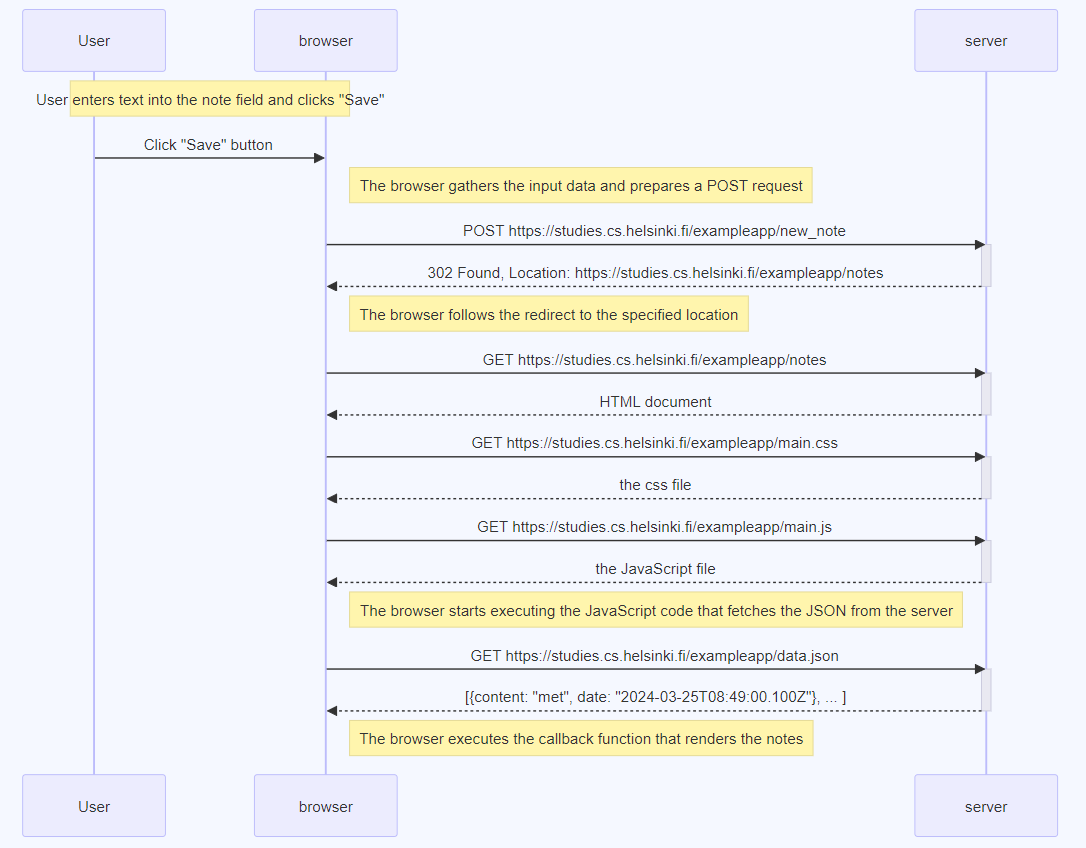 User
browser
server
User enters text into the note field and clicks "Save"
Click "Save" button
The browser gathers the input data and prepares a POST request
POST https://studies.cs.helsinki.fi/exampleapp/new_note
302 Found, Location: https://studies.cs.helsinki.fi/exampleapp/notes
The browser follows the redirect to the specified location
GET https://studies.cs.helsinki.fi/exampleapp/notes
HTML document
GET https://studies.cs.helsinki.fi/exampleapp/main.css
the css file
GET https://studies.cs.helsinki.fi/exampleapp/main.js
the JavaScript file
The browser starts executing the JavaScript code that fetches the JSON from the server
GET https://studies.cs.helsinki.fi/exampleapp/data.json
[{content: "met", date: "2024-03-25T08:49:00.100Z"}, ... ]
The browser executes the callback function that renders the notes
User
browser
server